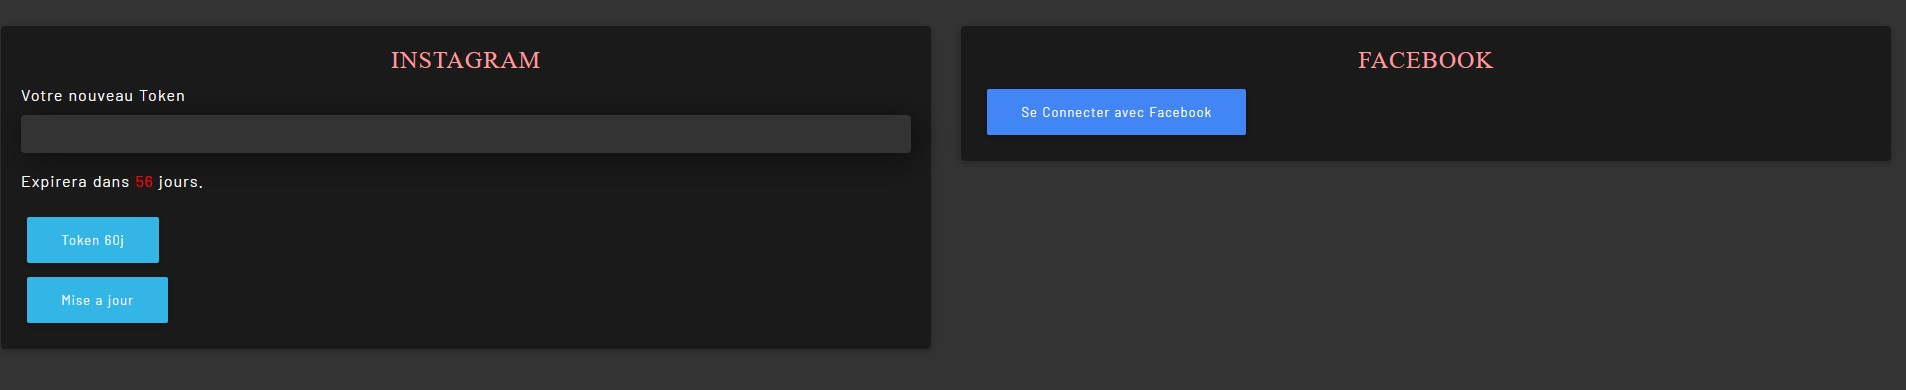 INSTAGRAM
Votre nouveau Token
Expirera dans 56 jours.
Token 60j
Mise a jour
FACEBOOK
Se Connecter avec Facebook